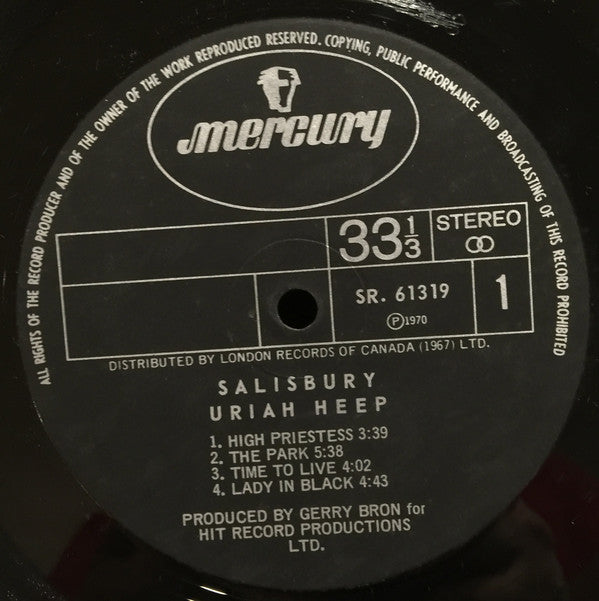 ALL RIGHTS OF THE RECORD PRODUCER AND OF THE OWNER OF THE WORK REPRODUCED RESERVED. COPYING, PUBLIC PERFORMANCE AND BROADCASTING OF THIS RECORD PROHIBITED
mercury
33 1/3
STEREO
SR. 61319
1
Ⓟ1970
DISTRIBUTED BY LONDON RECORDS OF CANADA (1967) LTD.
SALISBURY
URIAH HEEP
1. HIGH PRIESTESS 3:39
2. THE PARK 5:38
3. TIME TO LIVE 4:02
4. LADY IN BLACK 4:43
PRODUCED BY GERRY BRON for
HIT RECORD PRODUCTIONS
LTD.